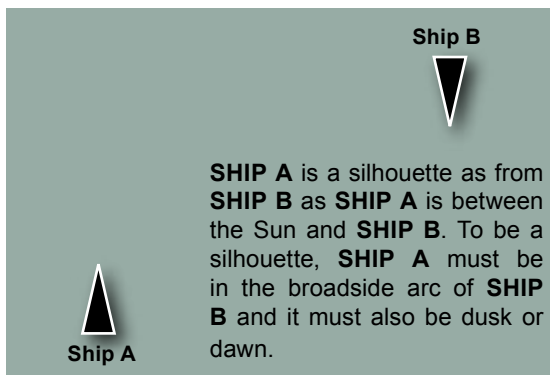 Ship B
SHIP A is a silhouette as from
SHIP B as SHIP A is between
the Sun and SHIP B. To be a
silhouette, SHIP A must be
in the broadside arc of SHIP
B and it must also be dusk or
dawn.
Ship A